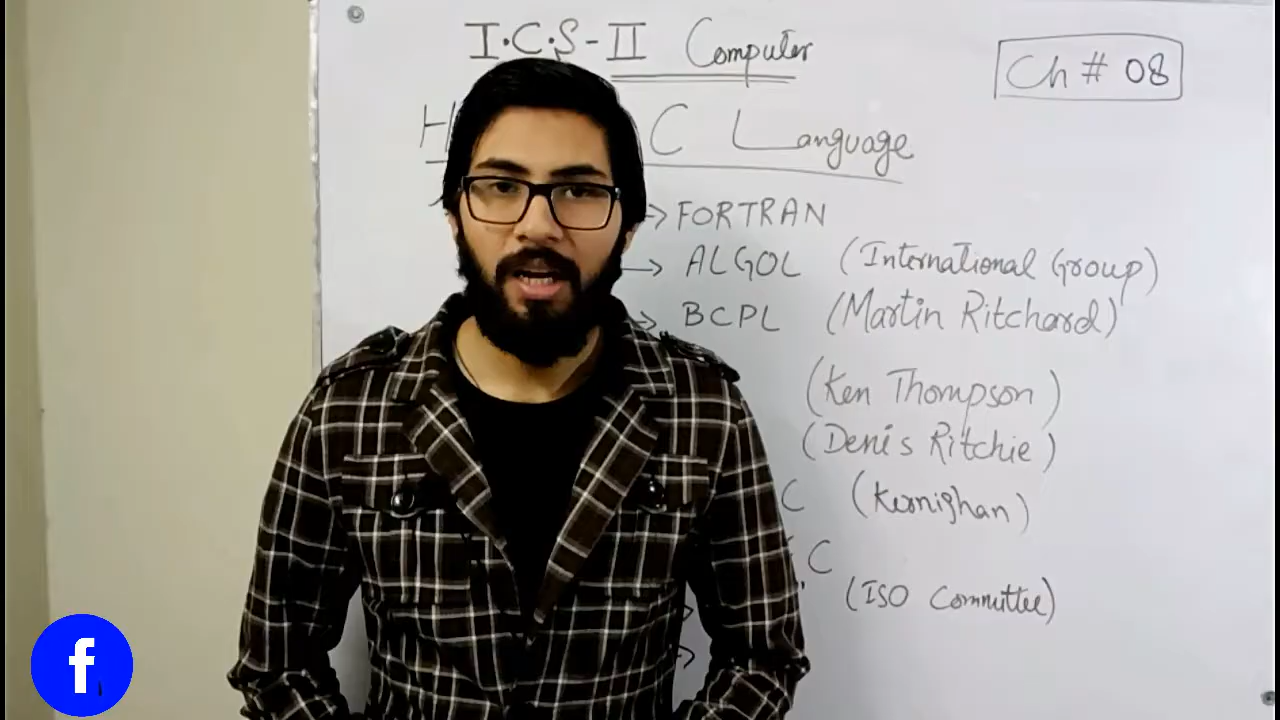 I.C.S-II Computer
Ch # 08
C Language
FORTRAN
ALGOL (International Group)
BCPL (Martin Ritchard)
(Ken Thompson)
(Denis Ritchie)
C (Kernighan)
C
(ISO Committee)
f